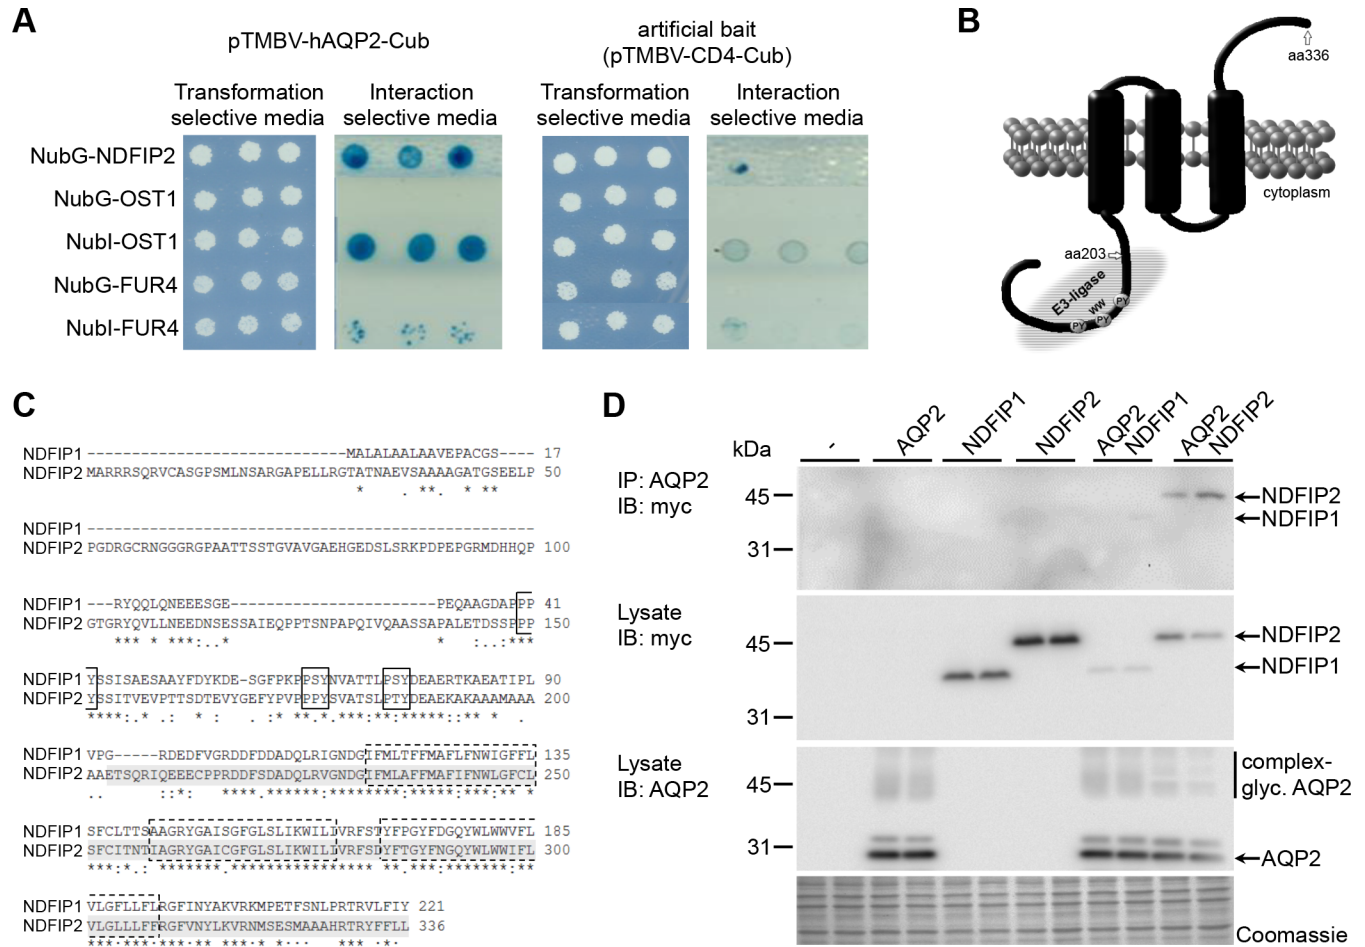 A
pTMBV-hAQP2-Cub
artificial bait
(pTMBV-CD4-Cub)
Transformation
selective media
Interaction
selective media
Transformation
selective media
Interaction
selective media
NubG-NDFIP2
NubG-OST1
NubI-OST1
NubG-FUR4
NubI-FUR4
B
aa336
cytoplasm
aa203
E3-ligase
WW
PY
PY
PY
C
NDFIP1 -----------------------------MALALAALAAVEPACGS---- 17
NDFIP2 MARRRSQRVCASGPSMLNSARGAPELLRGTATNAEVSAAAAGATGSEELP 50
* . **. * **
NDFIP1 --------------------------------------------------
NDFIP2 PGDRGCRNGGGRGPAATTSSTGVAVGAEHGEDSLSRKPDPEPGRMDHHQP 100
NDFIP1 ---RYQQLQNEEESGE-----------------------PEQAAGDAPPP 41
NDFIP2 GTGRYQVLLNEEDNSESSAIEQPPTSNPAPQIVQAASSAPALETDSSPPP 150
*** * ***:..: * .:***
NDFIP1 YSSISAESAAYFDYKDE-SGFPKPPSYNVATTLPSYDEAERTKAEATIPL 90
NDFIP2 YSSITVEVPTTSDTEVYGEFYPVPPPYSVATSLPTYDEAEKAKAAAMAAA 200
****:.* .: * : . :* **.*.***:**:*****::** * .
NDFIP1 VPG-----RDEDFVGRDDFDDADQLRIGNDGIFMLTFFMAFLFNWIGFFL 135
NDFIP2 AAETSQRIQEEECPPRDDFSDADQLRVGNDGIFMLAFFMAFIFNWLGFCL 250
.. ::*: ****.******:********:*****:***:** *
NDFIP1 SFCLTTSAAGRYGAISGFGLSLIKWILIVRFSTYFPGYFDGQYWLWWVFL 185
NDFIP2 SFCITNTIAGRYGAICGFGLSLIKWILIVRFSDYFTGYFNGQYWLWWIFL 300
***:*.: *******.**************** **.***:*******:**
NDFIP1 VLGFLLFLRGFINYAKVRKMPETFSNLPRTRVLFIY 221
NDFIP2 VLGLLLFFRGFVNYLKVRNMSESMAAAHRTRYFFLL 336
***:***:***:** ***:*.*::: *** :*:
D
kDa
-
AQP2
NDFIP1
NDFIP2
AQP2
NDFIP1
AQP2
NDFIP2
IP: AQP2
IB: myc
45
31
NDFIP2
NDFIP1
Lysate
IB: myc
45
31
NDFIP2
NDFIP1
Lysate
IB: AQP2
45
31
complex-
glyc. AQP2
AQP2
Coomassie